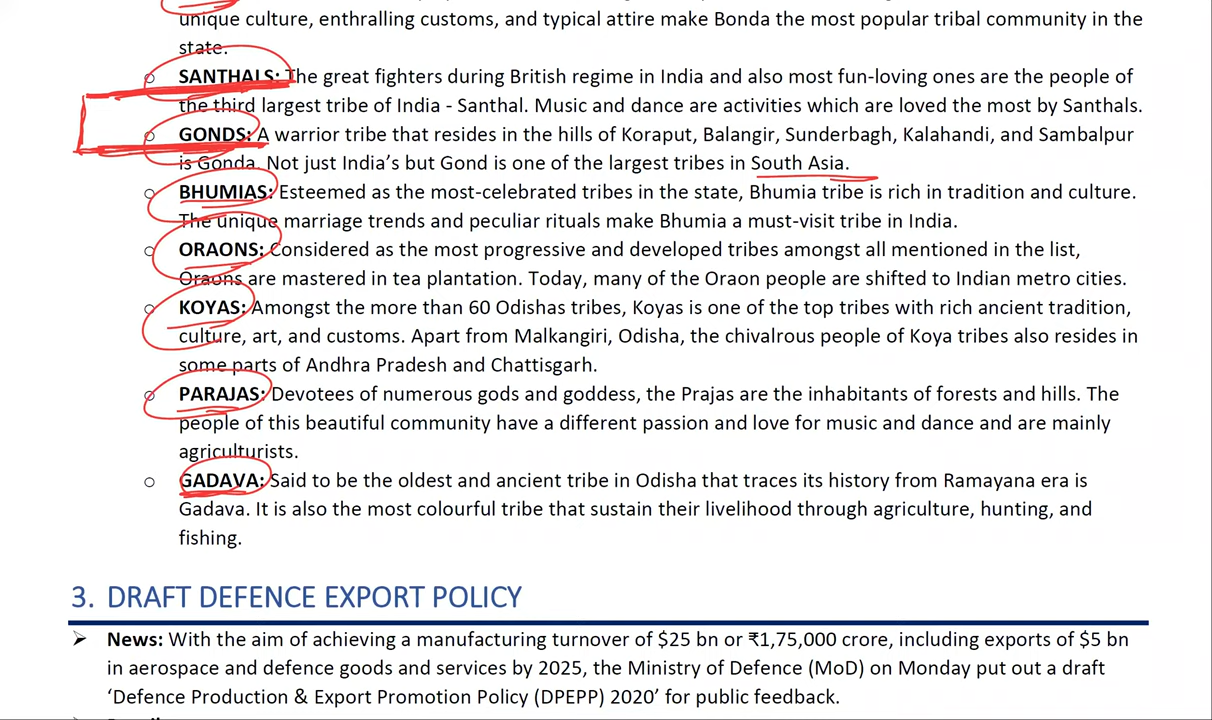 unique culture, enthralling customs, and typical attire make Bonda the most popular tribal community in the
state.
o SANTHALS: The great fighters during British regime in India and also most fun-loving ones are the people of
the third largest tribe of India - Santhal. Music and dance are activities which are loved the most by Santhals.
o GONDS: A warrior tribe that resides in the hills of Koraput, Balangir, Sunderbagh, Kalahandi, and Sambalpur
is Gonda. Not just India’s but Gond is one of the largest tribes in South Asia.
o BHUMIAS: Esteemed as the most-celebrated tribes in the state, Bhumia tribe is rich in tradition and culture.
The unique marriage trends and peculiar rituals make Bhumia a must-visit tribe in India.
o ORAONS: Considered as the most progressive and developed tribes amongst all mentioned in the list,
Oraons are mastered in tea plantation. Today, many of the Oraon people are shifted to Indian metro cities.
o KOYAS: Amongst the more than 60 Odishas tribes, Koyas is one of the top tribes with rich ancient tradition,
culture, art, and customs. Apart from Malkangiri, Odisha, the chivalrous people of Koya tribes also resides in
some parts of Andhra Pradesh and Chattisgarh.
o PARAJAS: Devotees of numerous gods and goddess, the Prajas are the inhabitants of forests and hills. The
people of this beautiful community have a different passion and love for music and dance and are mainly
agriculturists.
o GADAVA: Said to be the oldest and ancient tribe in Odisha that traces its history from Ramayana era is
Gadava. It is also the most colourful tribe that sustain their livelihood through agriculture, hunting, and
fishing.
3. DRAFT DEFENCE EXPORT POLICY
➢ News: With the aim of achieving a manufacturing turnover of $25 bn or ₹1,75,000 crore, including exports of $5 bn
in aerospace and defence goods and services by 2025, the Ministry of Defence (MoD) on Monday put out a draft
‘Defence Production & Export Promotion Policy (DPEPP) 2020’ for public feedback.